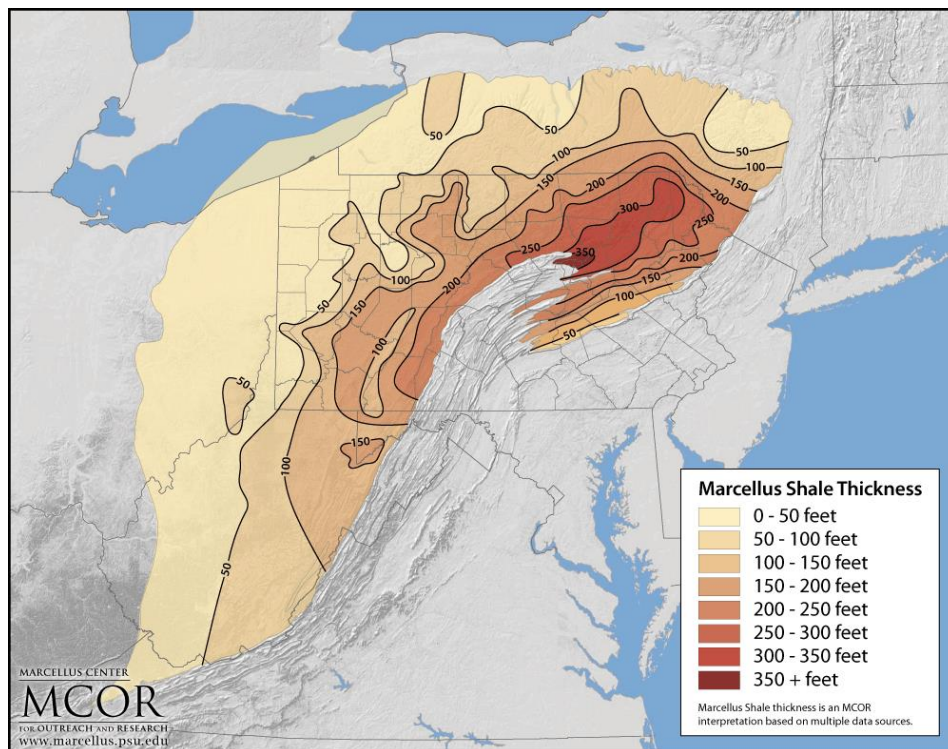 50
50
50
100
100
150
150
200
200
300
250
250
350
200
150
100
50
100
200
150
50
100
50
150
100
50
Marcellus Shale Thickness
0 - 50 feet
50 - 100 feet
100 - 150 feet
150 - 200 feet
200 - 250 feet
250 - 300 feet
300 - 350 feet
350 + feet
Marcellus Shale thickness is an MCOR
interpretation based on multiple data sources.
MARCELLUS CENTER
MCOR
FOR OUTREACH AND RESEARCH
www.marcellus.psu.edu